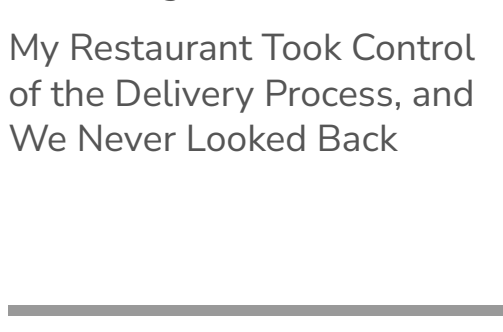 My Restaurant Took Control
of the Delivery Process, and
We Never Looked Back